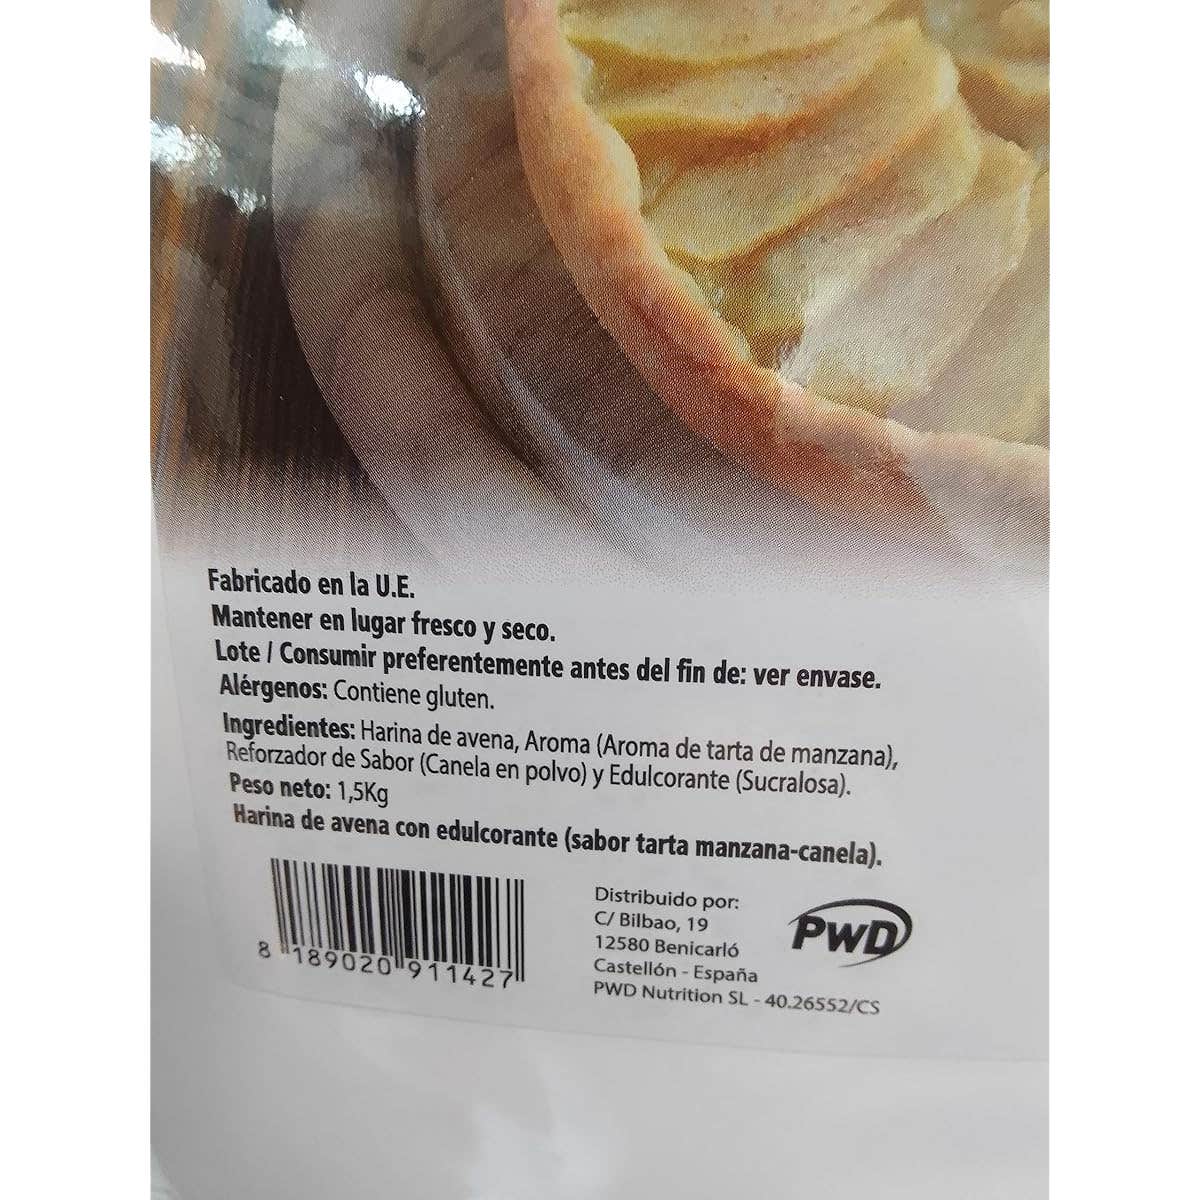 Fabricado en la U.E.
Mantener en lugar fresco y seco.
Lote / Consumir preferentemente antes del fin de: ver envase.
Alérgenos: Contiene gluten.
Ingredientes: Harina de avena, Aroma (Aroma de tarta de manzana),
Reforzador de Sabor (Canela en polvo) y Edulcorante (Sucralosa).
Peso neto: 1,5Kg
Harina de avena con edulcorante (sabor tarta manzana-canela).
8 189020 911427
Distribuido por:
C/ Bilbao, 19
12580 Benicarló
Castellón - España
PWD Nutrition SL - 40.26552/CS
PWD